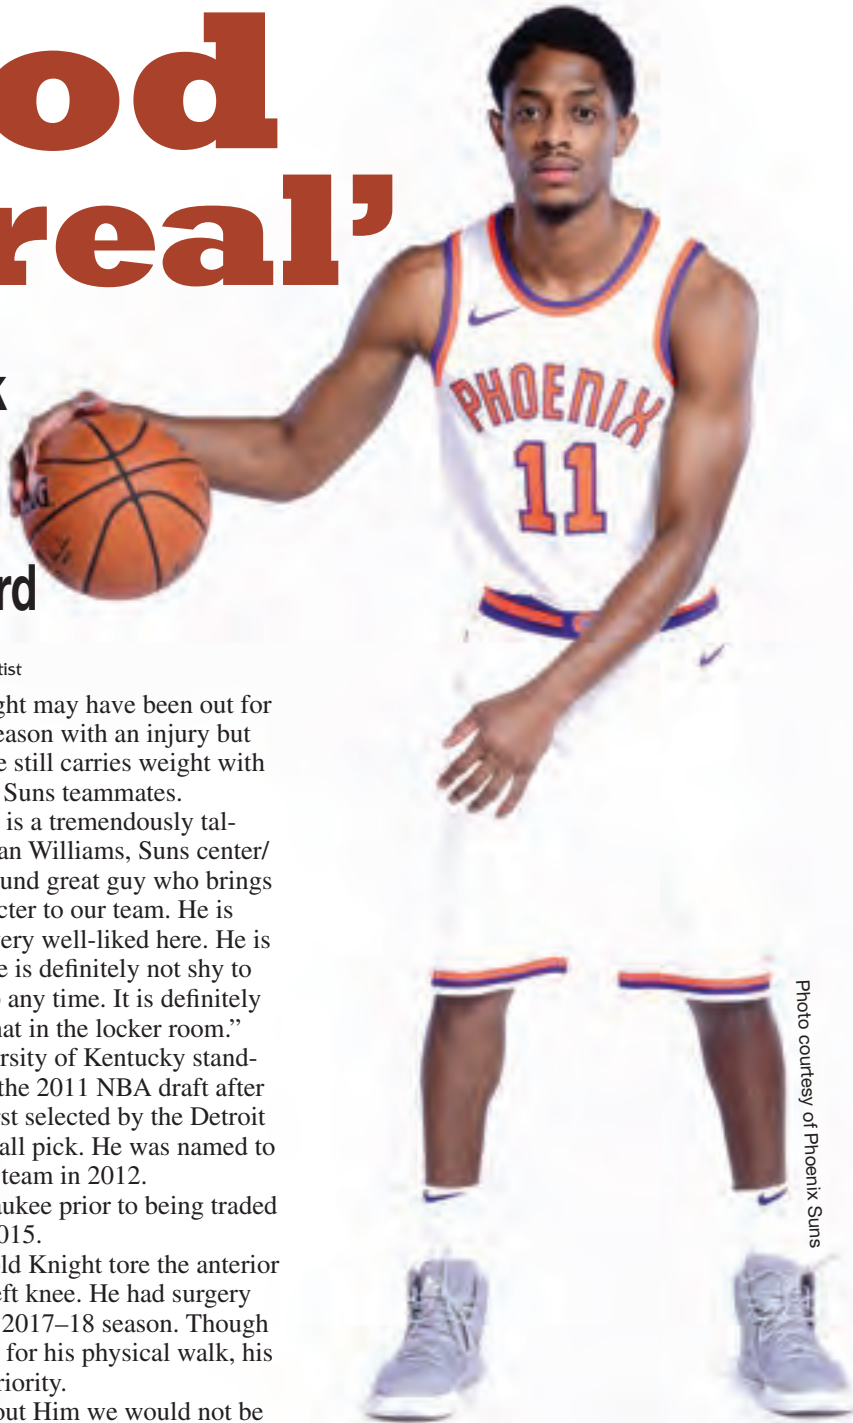 od
real’
k
rd
tist
ght may have been out for
eason with an injury but
e still carries weight with
Suns teammates.
is a tremendously tal-
an Williams, Suns center/
und great guy who brings
cter to our team. He is
ery well-liked here. He is
e is definitely not shy to
any time. It is definitely
hat in the locker room.”
rsity of Kentucky stand-
the 2011 NBA draft after
rst selected by the Detroit
all pick. He was named to
team in 2012.
aukee prior to being traded
015.
ld Knight tore the anterior
eft knee. He had surgery
2017–18 season. Though
for his physical walk, his
riority.
out Him we would not be
PHOENIX
11
Photo courtesy of Phoenix Suns